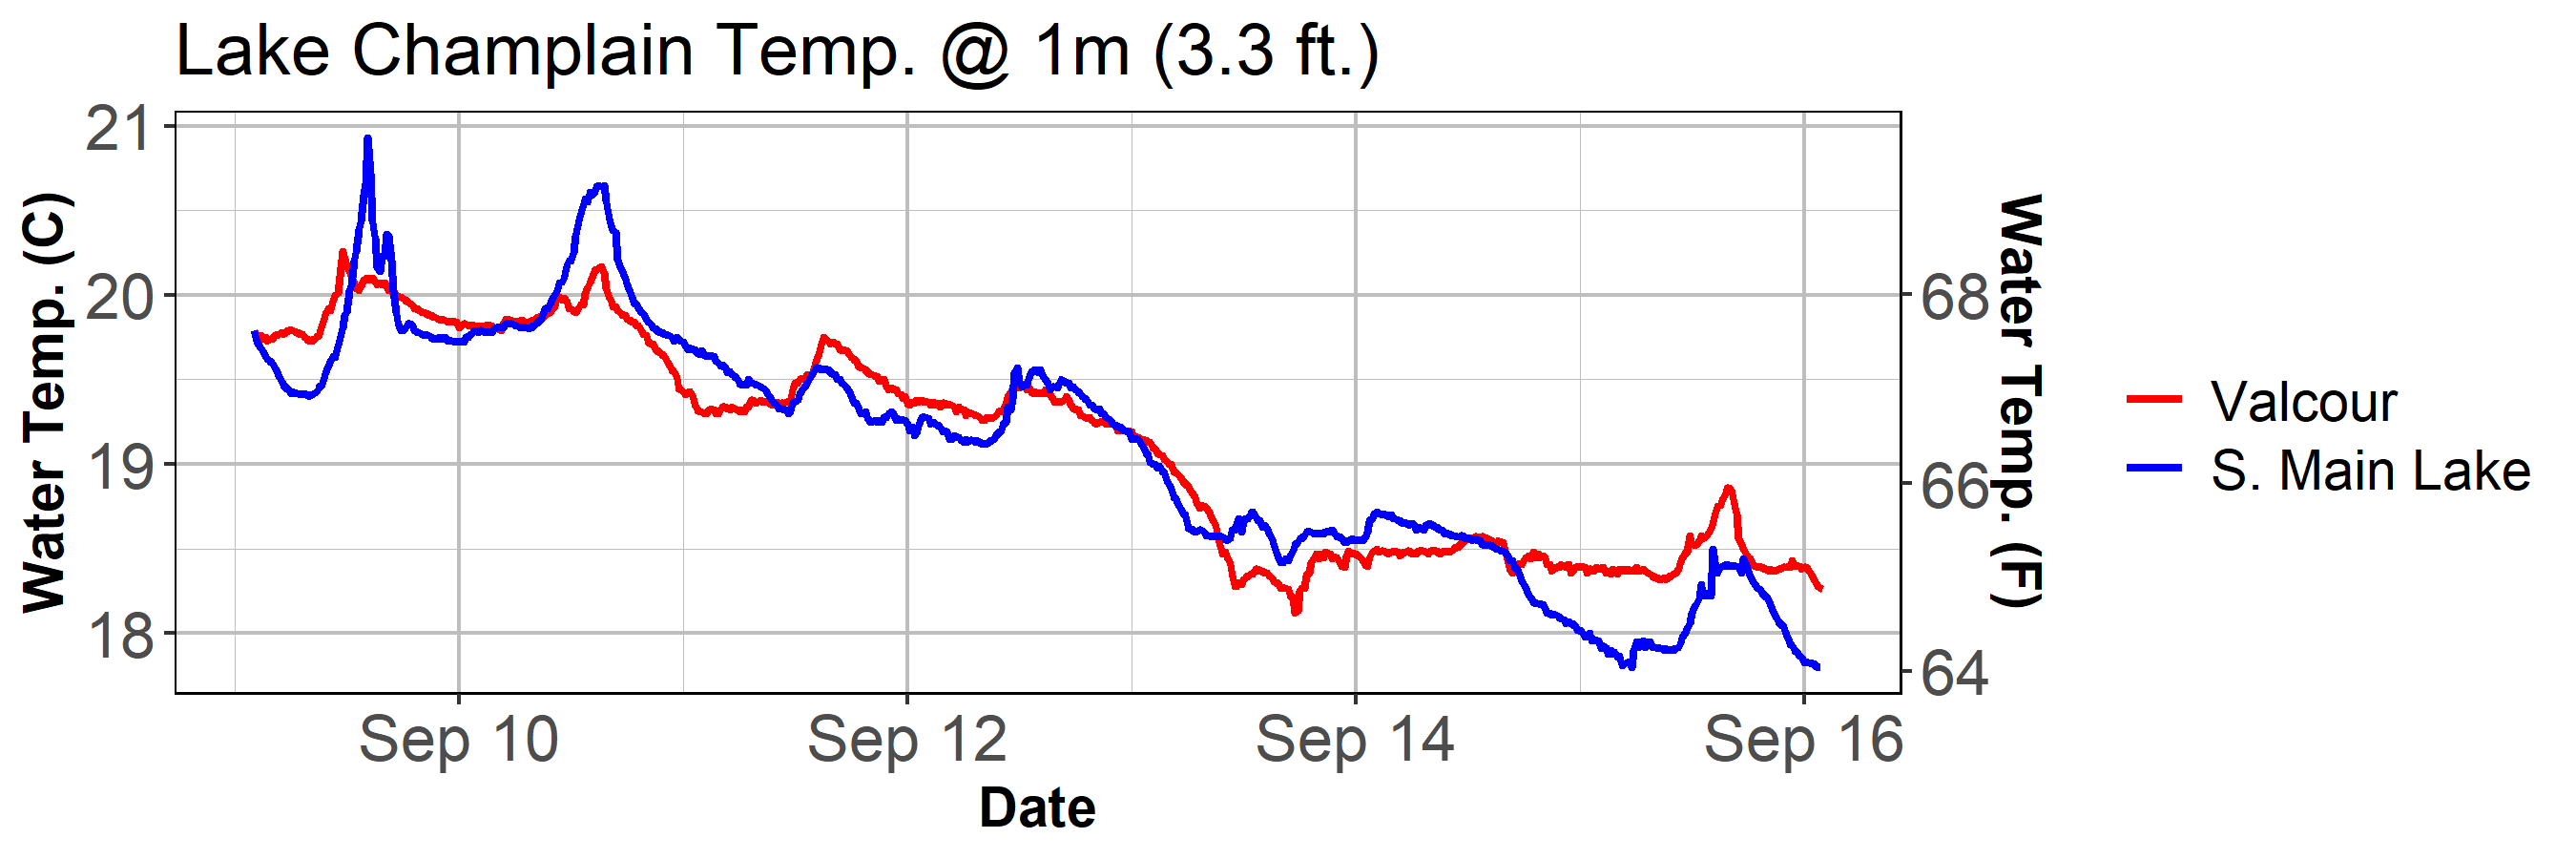 Lake Champlain Temp. @ 1m (3.3 ft.)
Water Temp. (C)
21
20
19
18
Water Temp. (F)
68
66
64
Sep 10
Sep 12
Sep 14
Sep 16
Date
Valcour
S. Main Lake